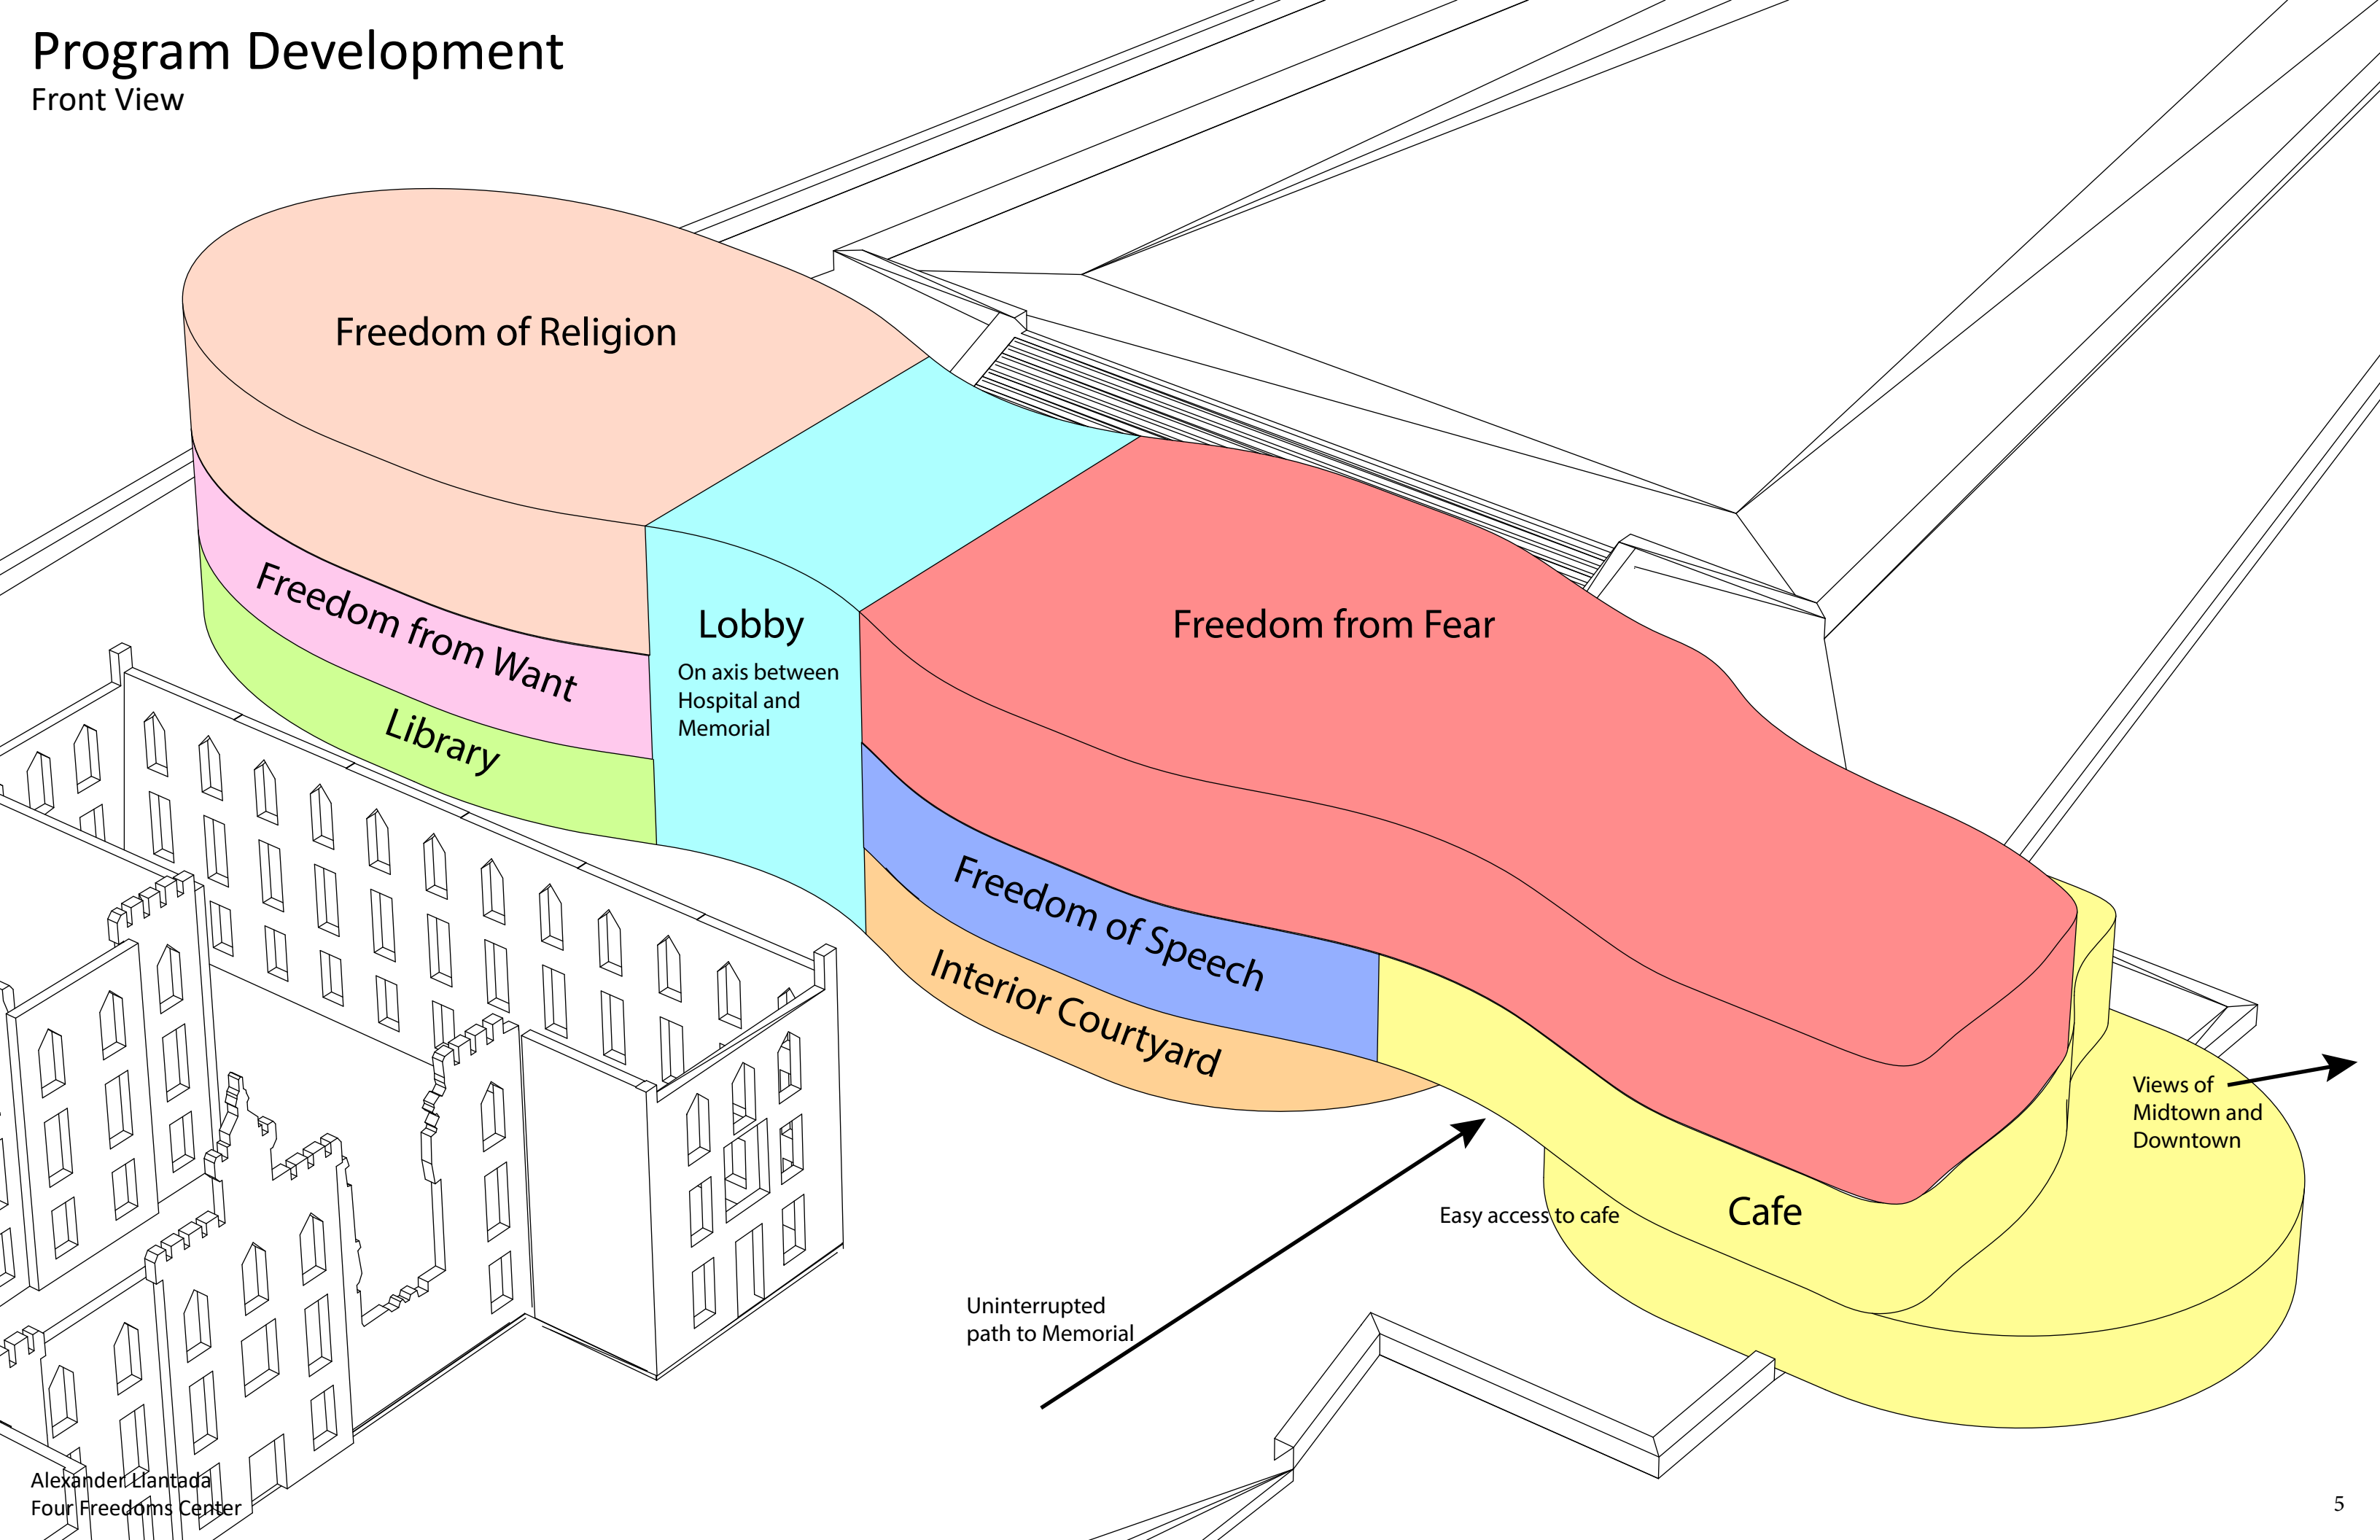 Program Development
Front View
Freedom of Religion
Freedom from Want
Library
Lobby
On axis between
Hospital and
Memorial
Freedom from Fear
Freedom of Speech
Interior Courtyard
Views of
Midtown and
Downtown
Easy access to cafe
Cafe
Uninterrupted
path to Memorial
Alexander Llantada
Four Freedoms Center
5